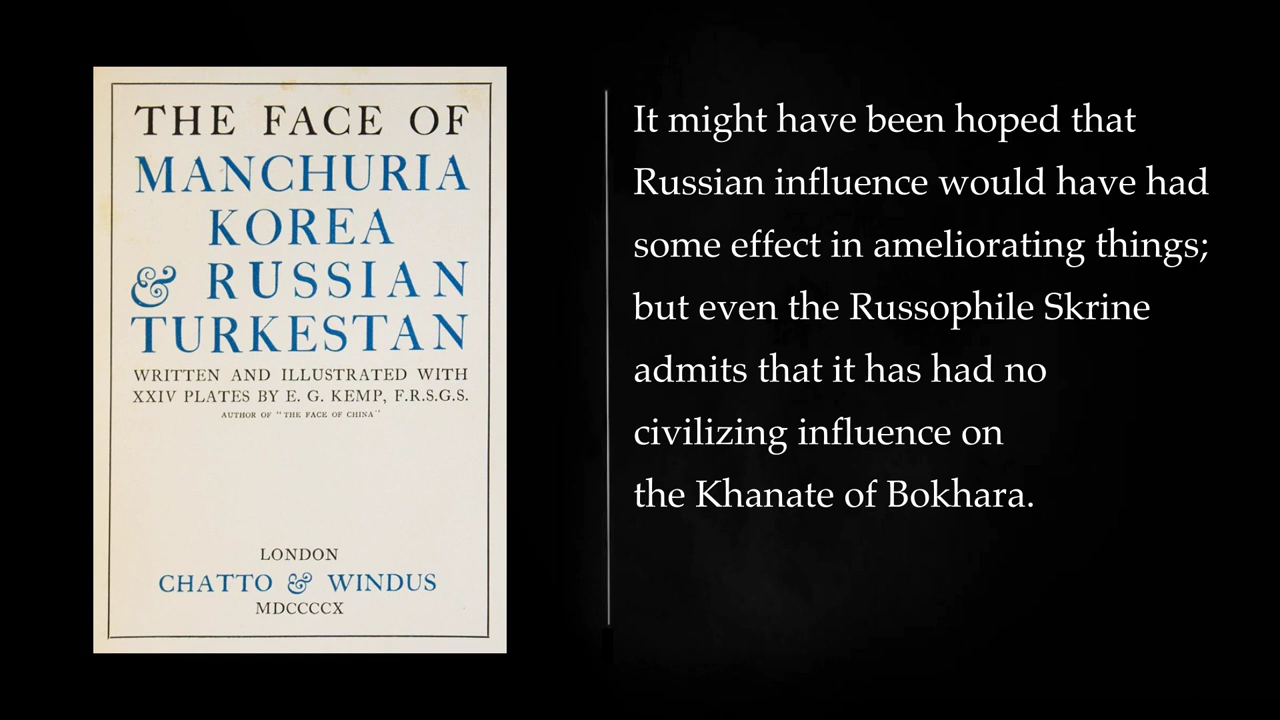 THE FACE OF
MANCHURIA
KOREA
& RUSSIAN
TURKESTAN
WRITTEN AND ILLUSTRATED WITH
XXIV PLATES BY E. G. KEMP, F.R.S.G.S.
AUTHOR OF "THE FACE OF CHINA"
LONDON
CHATTO & WINDUS
MDCCCCX
It might have been hoped that
Russian influence would have had
some effect in ameliorating things;
but even the Russophile Skrine
admits that it has had no
civilizing influence on
the Khanate of Bokhara.